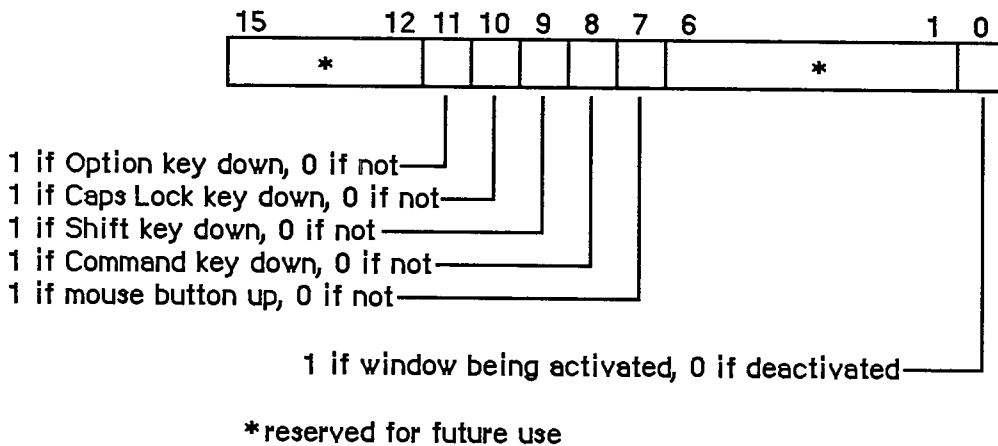 15 12 11 10 9 8 7 6 1 0
* *
1 if Option key down, 0 if not
1 if Caps Lock key down, 0 if not
1 if Shift key down, 0 if not
1 if Command key down, 0 if not
1 if mouse button up, 0 if not
1 if window being activated, 0 if deactivated
*reserved for future use